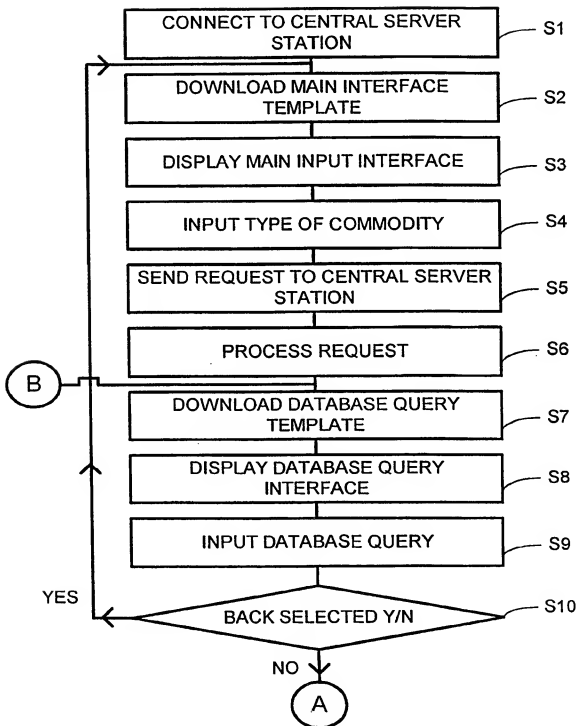 CONNECT TO CENTRAL SERVER
STATION
S1
DOWNLOAD MAIN INTERFACE
TEMPLATE
S2
DISPLAY MAIN INPUT INTERFACE
S3
INPUT TYPE OF COMMODITY
S4
SEND REQUEST TO CENTRAL SERVER
STATION
S5
PROCESS REQUEST
S6
B
DOWNLOAD DATABASE QUERY
TEMPLATE
S7
DISPLAY DATABASE QUERY
INTERFACE
S8
INPUT DATABASE QUERY
S9
YES
BACK SELECTED Y/N
S10
NO
A